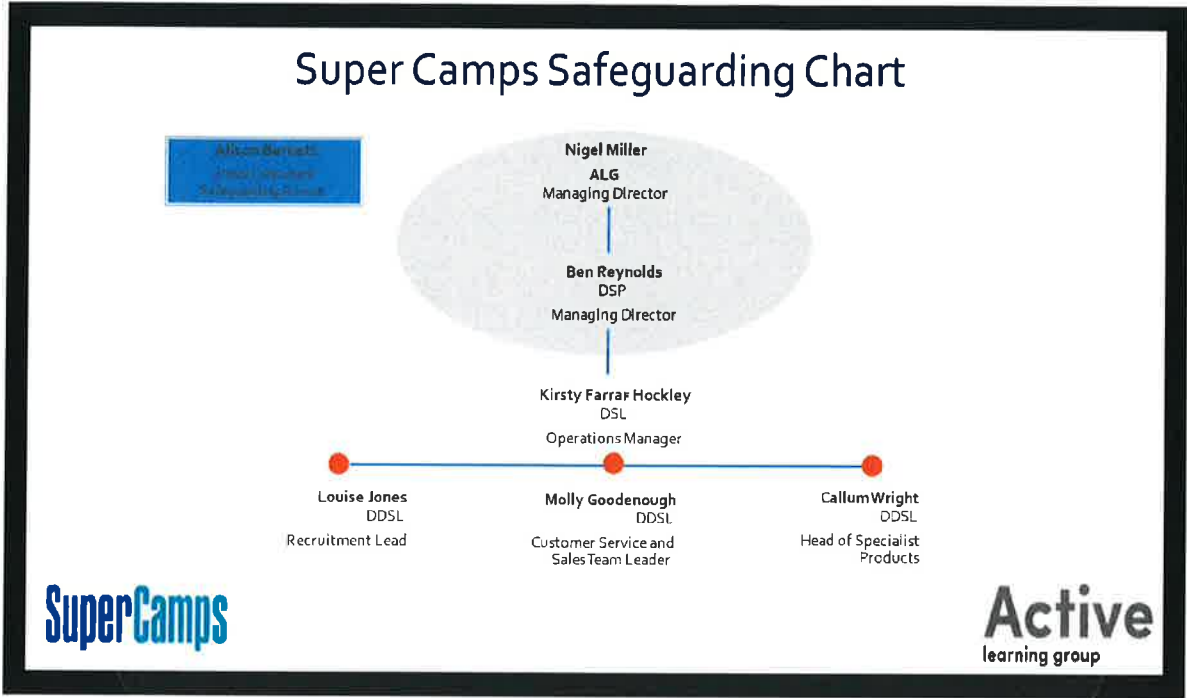 Super Camps Safeguarding Chart
Nigel Miller
ALG
Managing Director
Ben Reynolds
DSP
Managing Director
Kirsty Farrar Hockley
DSL
Operations Manager
Louise Jones
DDSL
Recruitment Lead
Molly Goodenough
DDSL
Customer Service and
Sales Team Leader
Callum Wright
DDSL
Head of Specialist
Products
SuperCamps
Active
learning group